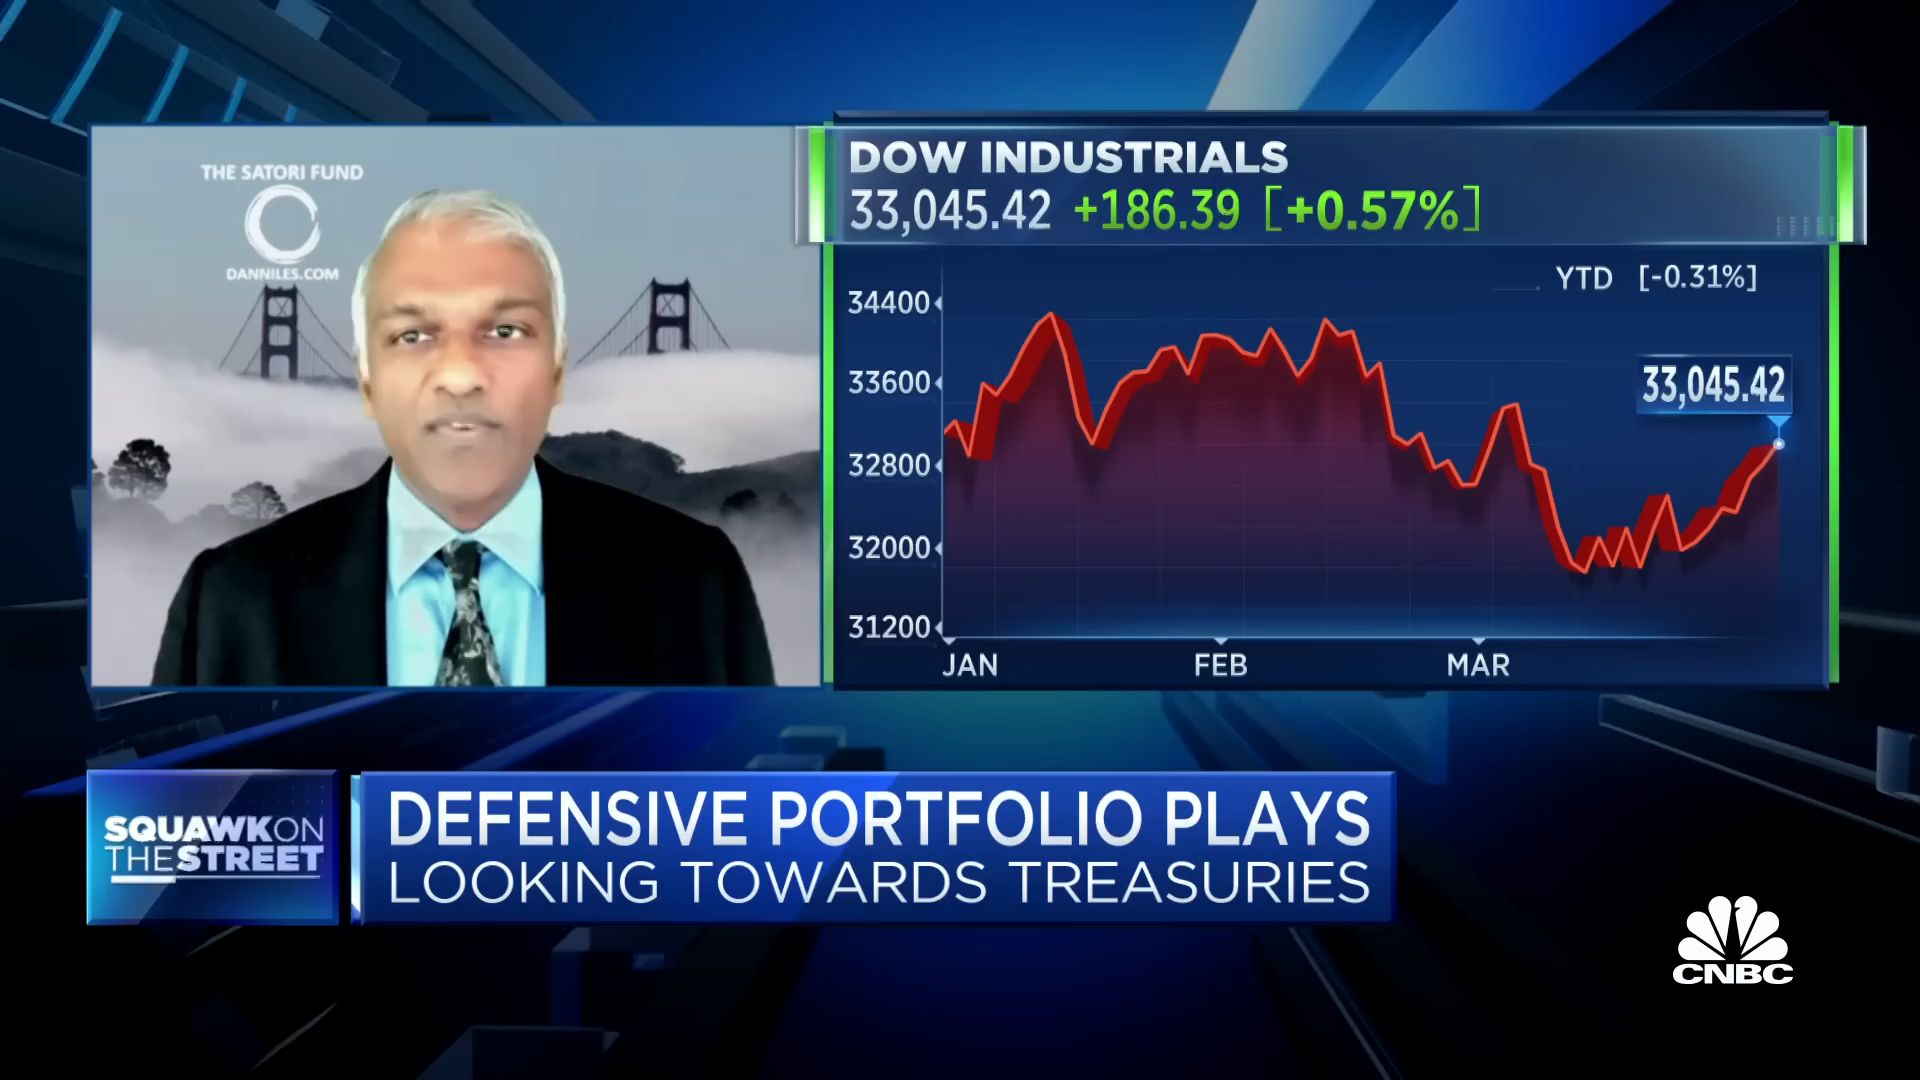 THE SATORI FUND
DANNILES.COM
DOW INDUSTRIALS
33,045.42 +186.39 [+0.57%]
YTD [-0.31%]
34400
33600
32800
32000
31200
33,045.42
JAN FEB MAR
SQUAWK ON
THE STREET
DEFENSIVE PORTFOLIO PLAYS
LOOKING TOWARDS TREASURIES
CNBC